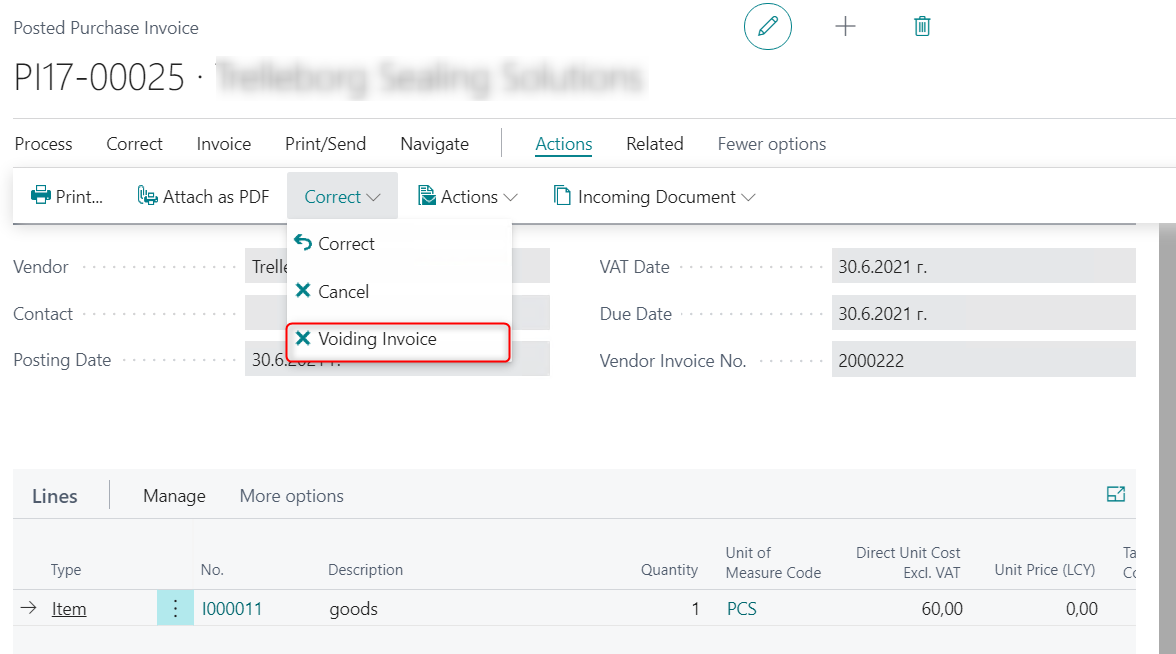 Posted Purchase Invoice
PI17-00025 · Trelleborg Sealing Solutions
Process Correct Invoice Print/Send Navigate Actions Related Fewer options
Print... Attach as PDF Correct Actions Incoming Document
Correct
Cancel
Voiding Invoice
Vendor Trelle
Contact
Posting Date 30.6.2021 г.
VAT Date 30.6.2021 г.
Due Date 30.6.2021 г.
Vendor Invoice No. 2000222
Lines Manage More options
Type No. Description Quantity Unit of Measure Code Direct Unit Cost Excl. VAT Unit Price (LCY) Ta Co
Item I000011 goods 1 PCS 60,00 0,00